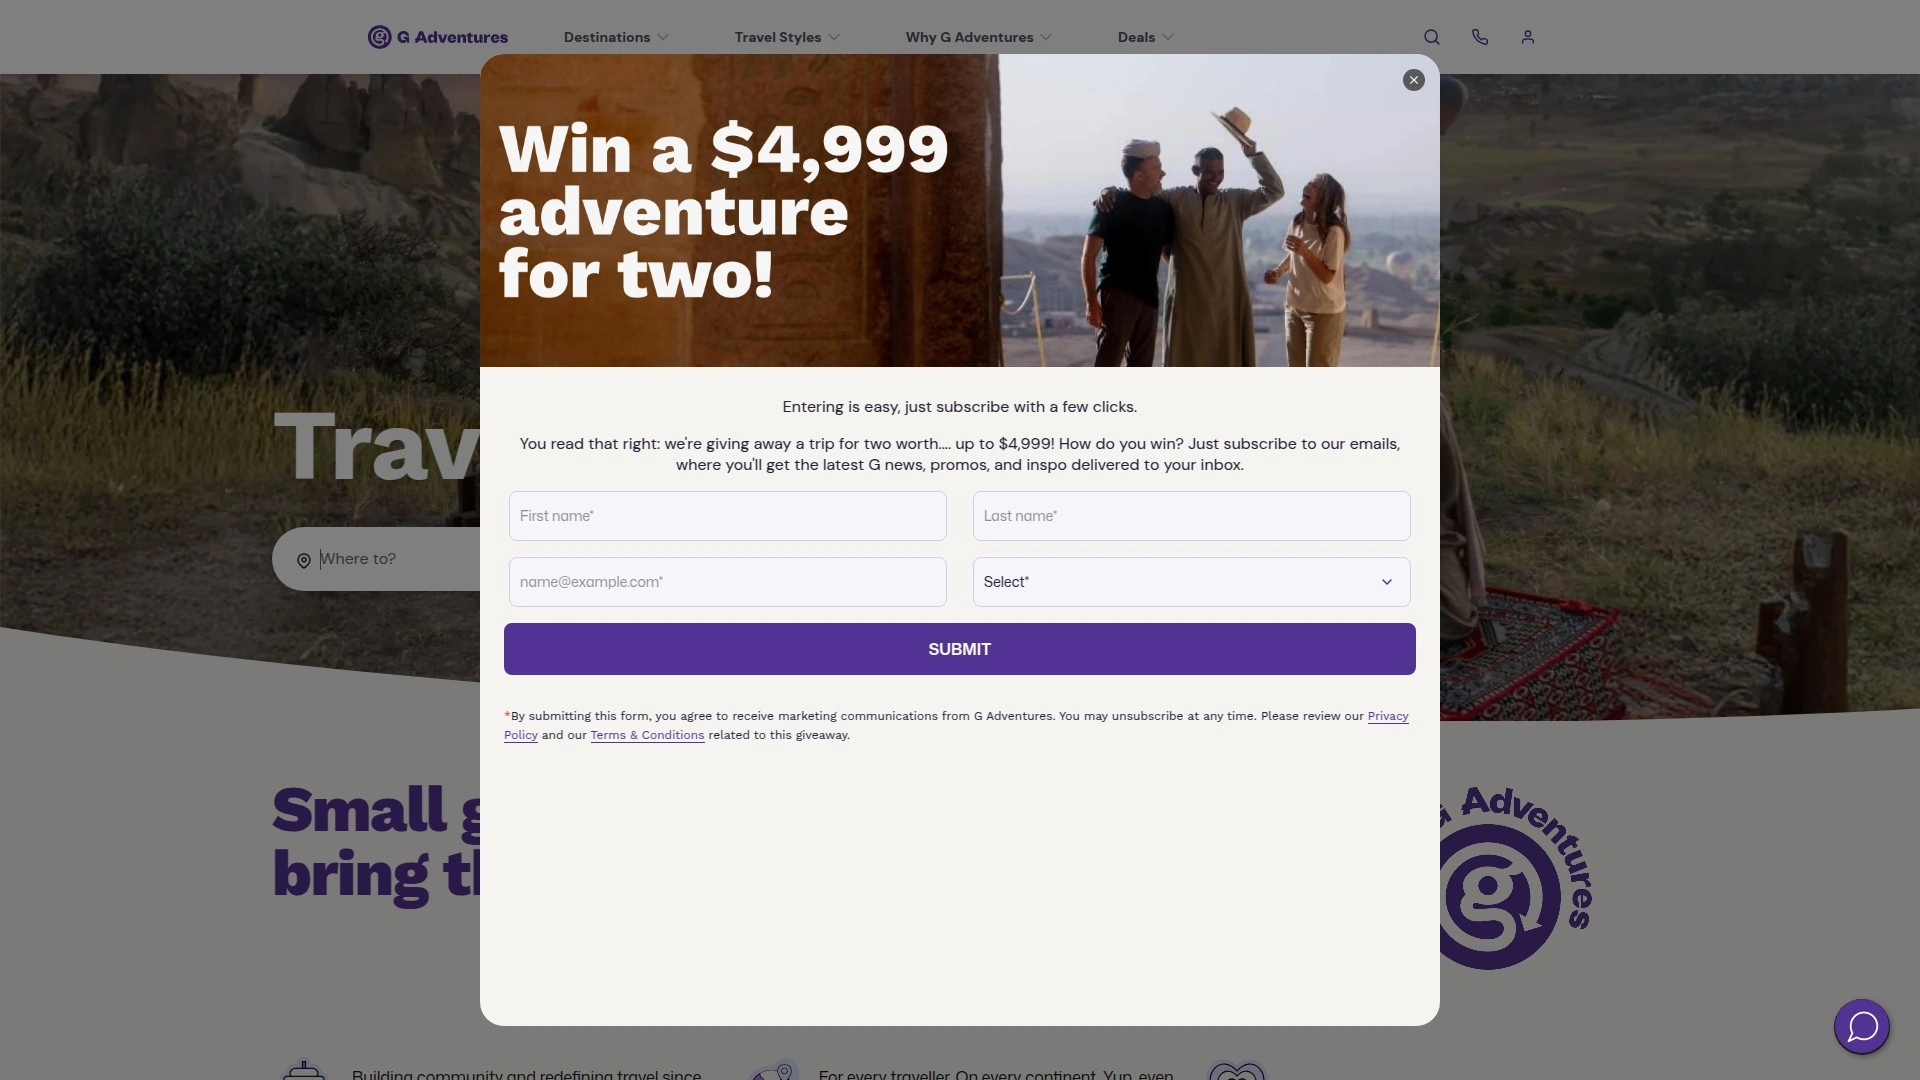 G Adventures
Destinations
Travel Styles
Why G Adventures
Deals
Win a $4,999
adventure
for two!
Entering is easy, just subscribe with a few clicks.
You read that right: we're giving away a trip for two worth.... up to $4,999! How do you win? Just subscribe to our emails,
where you'll get the latest G news, promos, and inspo delivered to your inbox.
First name*
Last name*
name@example.com*
Select*
SUBMIT
*By submitting this form, you agree to receive marketing communications from G Adventures. You may unsubscribe at any time. Please review our Privacy
Policy and our Terms & Conditions related to this giveaway.
Trav
Where to?
Small g
bring th
G Adventures
Building community and redefining travel since
For every traveller. On every continent. Yup, even